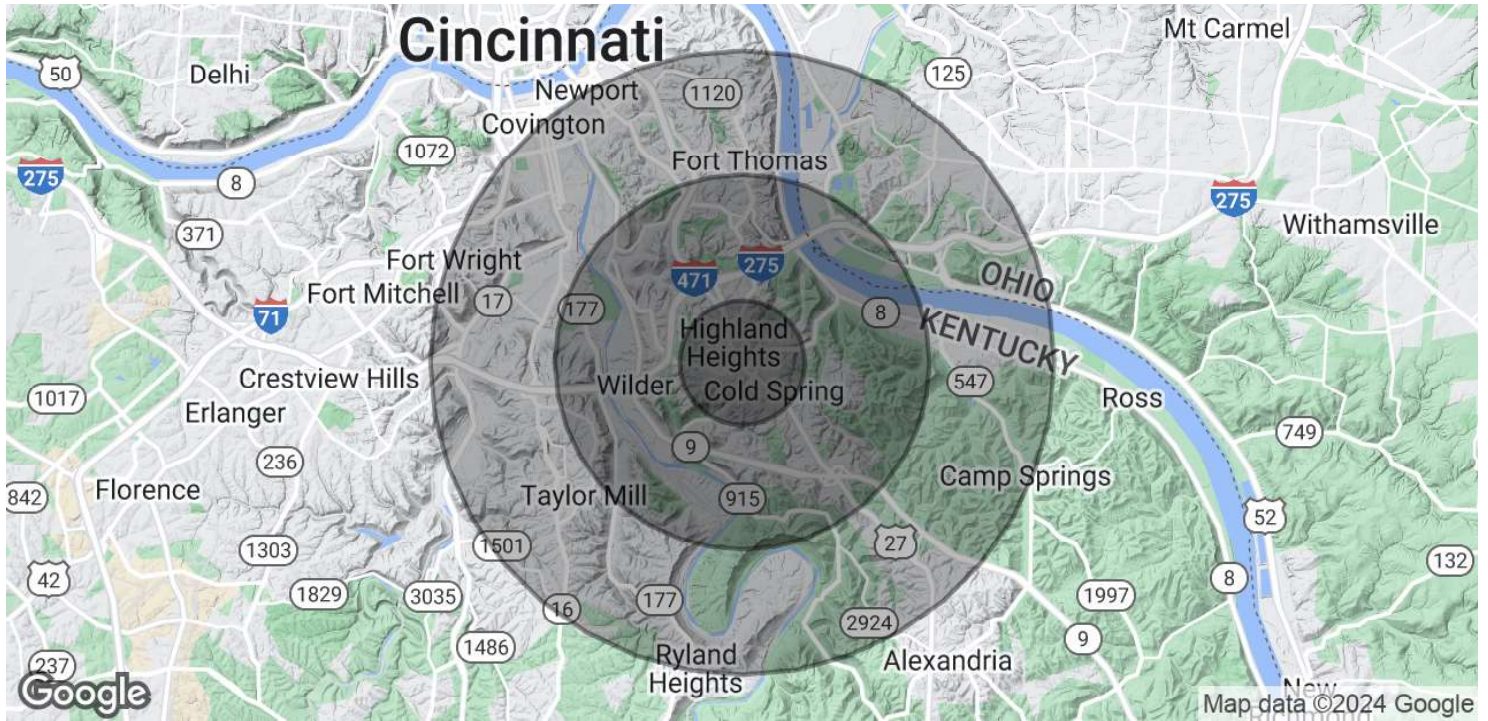 Cincinnati
Mt Carmel
50
Delhi
125
Newport
1120
Covington
1072
Fort Thomas
275
8
275
Withamsville
371
Fort Wright
471
275
OHIO
Fort Mitchell
17
177
8
71
Highland
Heights
KENTUCKY
Crestview Hills
Wilder
Cold Spring
547
1017
Erlanger
Ross
749
9
236
Camp Springs
842
Florence
Taylor Mill
915
52
1303
1501
27
132
42
1829
3035
16
177
8
1997
2924
9
1486
Ryland
Heights
Alexandria
237
Google
New
Map data ©2024 Google